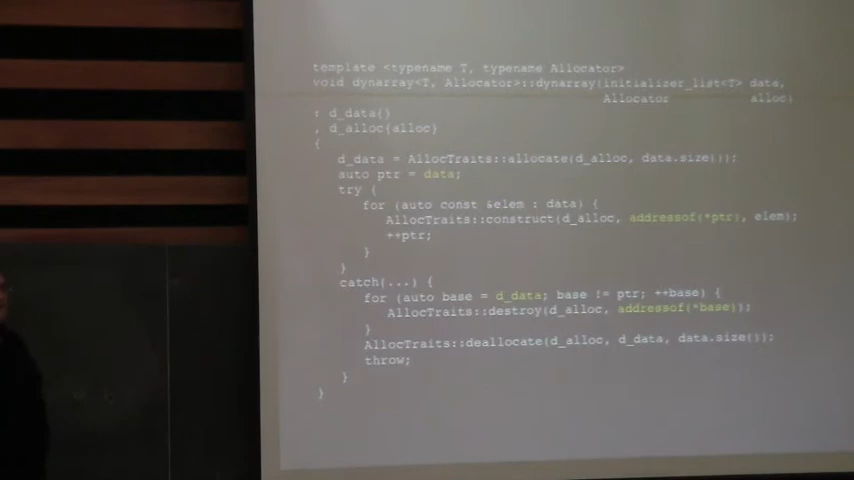 template <typename T, typename Allocator>
void dynarray<T, Allocator>::dynarray(initializer_list<T> data,
Allocator alloc)
: d_data()
, d_alloc(alloc)
{
d_data = AllocTraits::allocate(d_alloc, data.size());
auto ptr = data;
try {
for (auto const &elem : data) {
AllocTraits::construct(d_alloc, addressof(*ptr), elem);
++ptr;
}
}
catch(...) {
for (auto base = d_data; base != ptr; ++base) {
AllocTraits::destroy(d_alloc, addressof(*base));
}
AllocTraits::deallocate(d_alloc, d_data, data.size());
throw;
}
}